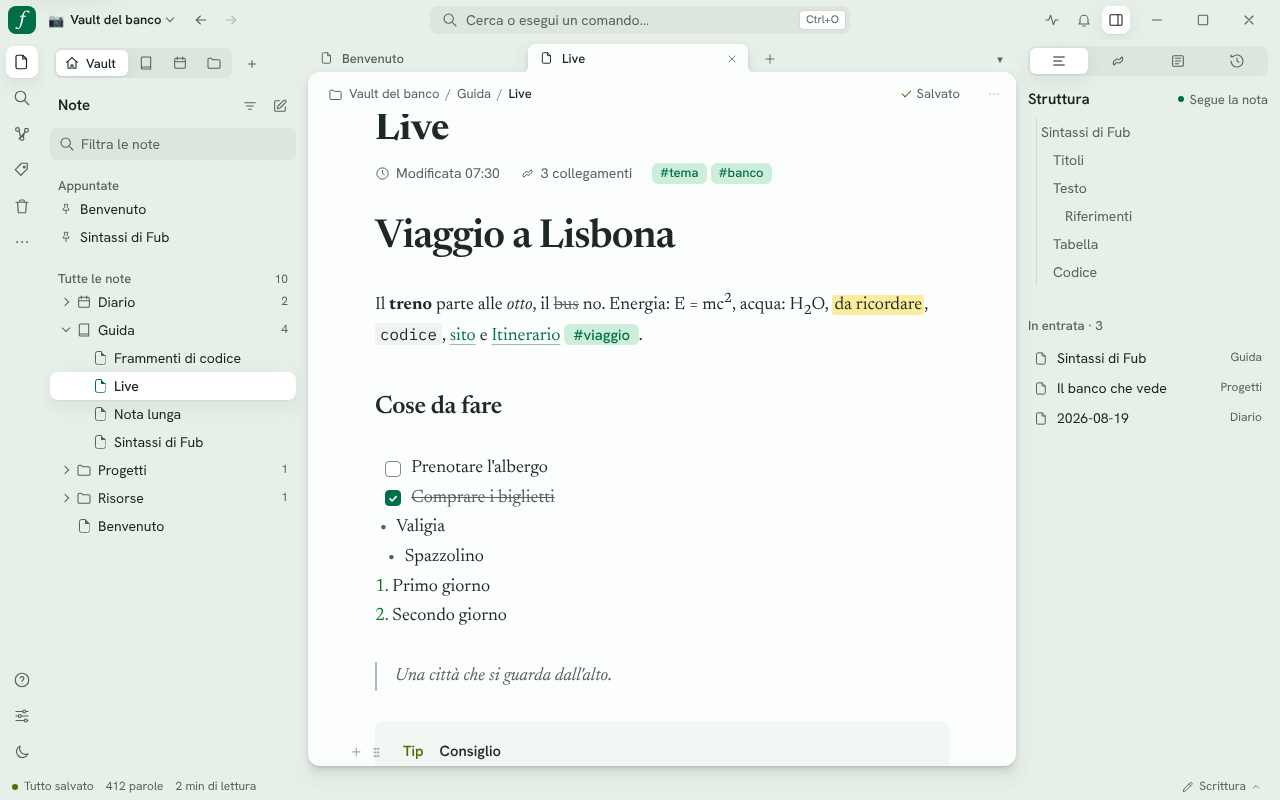 Vault del banco
Cerca o esegui un comando…
Ctrl+O
Vault
Note
Filtra le note
Appuntate
Benvenuto
Sintassi di Fub
Tutte le note 10
Diario 2
Guida 4
Frammenti di codice
Live
Nota lunga
Sintassi di Fub
Progetti 1
Risorse 1
Benvenuto
Benvenuto
Live
Vault del banco / Guida / Live
Salvato
Live
Modificata 07:30 3 collegamenti #tema #banco
Viaggio a Lisbona
Il treno parte alle otto, il bus no. Energia: E = mc2, acqua: H2O, da ricordare,
codice, sito e Itinerario #viaggio.
Cose da fare
Prenotare l'albergo
Comprare i biglietti
• Valigia
• Spazzolino
1. Primo giorno
2. Secondo giorno
Una città che si guarda dall'alto.
Tip Consiglio
Struttura
Segue la nota
Sintassi di Fub
Titoli
Testo
Riferimenti
Tabella
Codice
In entrata · 3
Sintassi di Fub Guida
Il banco che vede Progetti
2026-08-19 Diario
Tutto salvato 412 parole 2 min di lettura
Scrittura